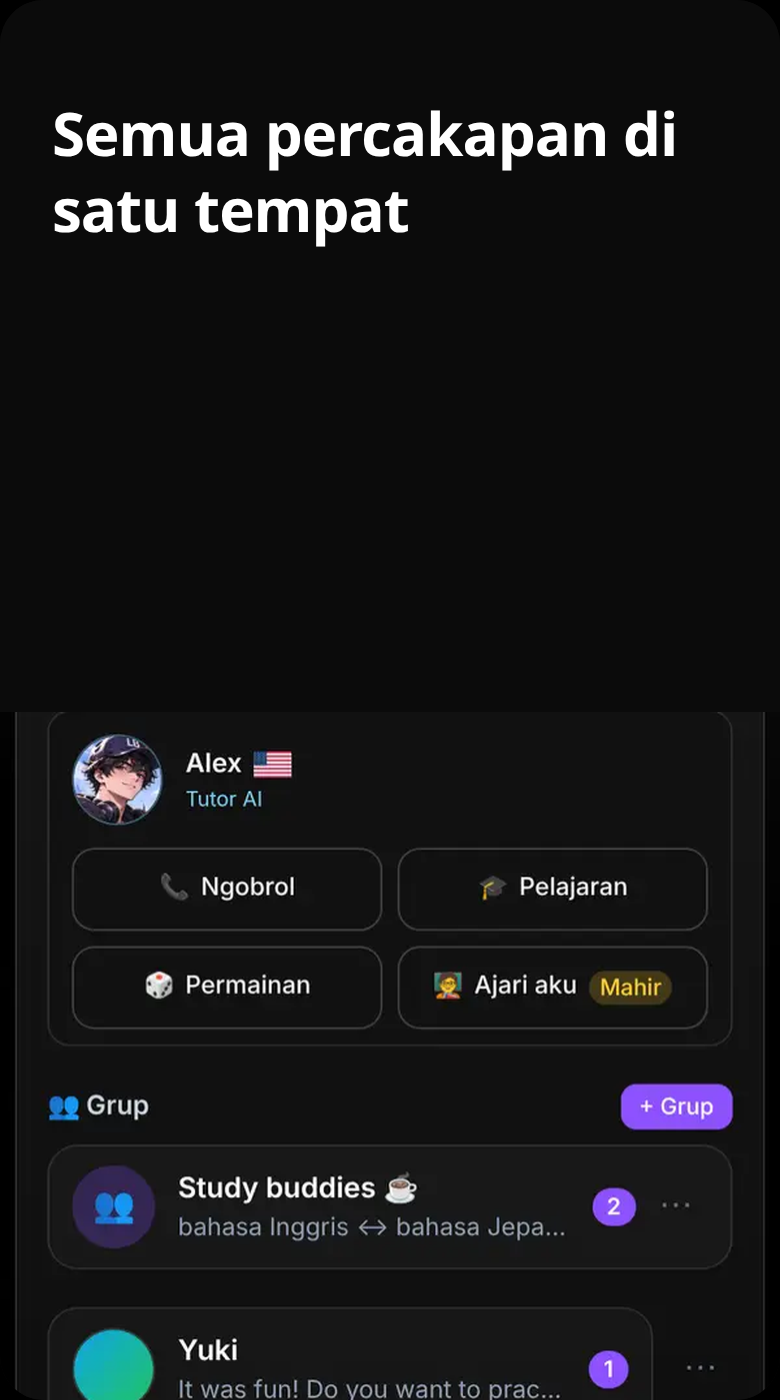 Semua percakapan di
satu tempat
LB
Alex 🇺🇸
Tutor AI
📞 Ngobrol
🎓 Pelajaran
🎲 Permainan
🧑‍🏫 Ajari aku Mahir
👥 Grup
+ Grup
Study buddies ☕
2
...
bahasa Inggris ↔ bahasa Jepa...
Yuki
1
...
It was fun! Do you want to prac...